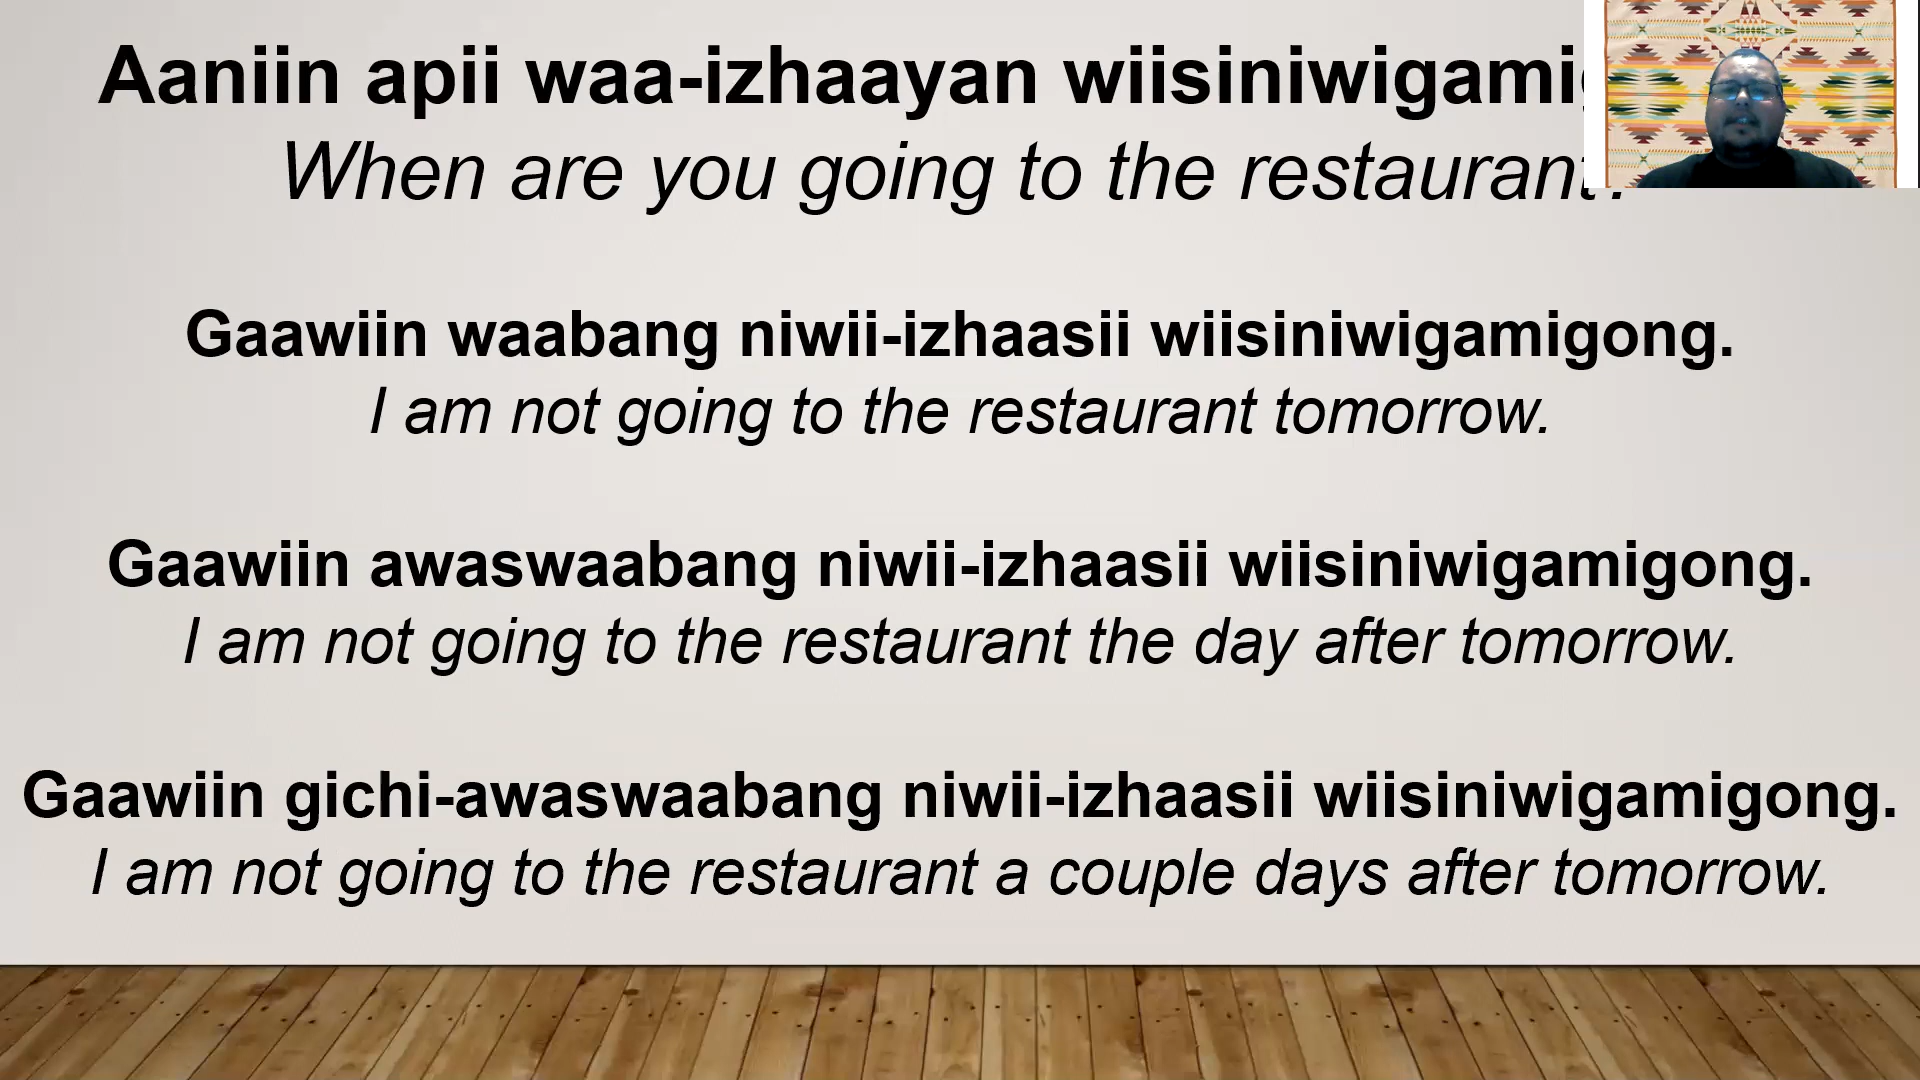 Aaniin apii waa-izhaayan
When are you going to the restaurant?
Gaawiin waabang niwii-izhaasii wiisiniwigamigong.
I am not going to the restaurant tomorrow.
Gaawiin awaswaabang niwii-izhaasii wiisiniwigamigong.
I am not going to the restaurant the day after tomorrow.
Gaawiin gichi-awaswaabang niwii-izhaasii wiisiniwigamigong.
I am not going to the restaurant a couple days after tomorrow.